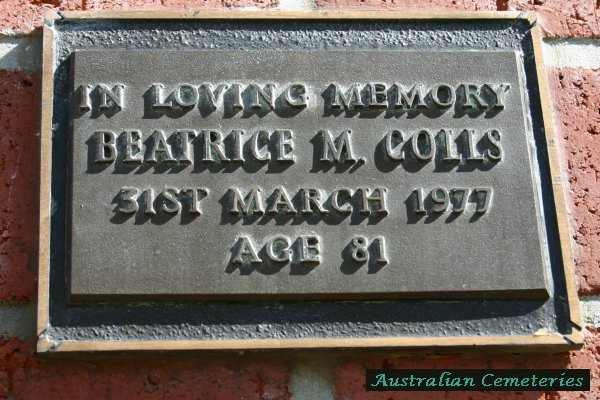 IN LOVING MEMORY
BEATRICE M. COLLS
31ST MARCH 1977
AGE 81
Australian Cemeteries